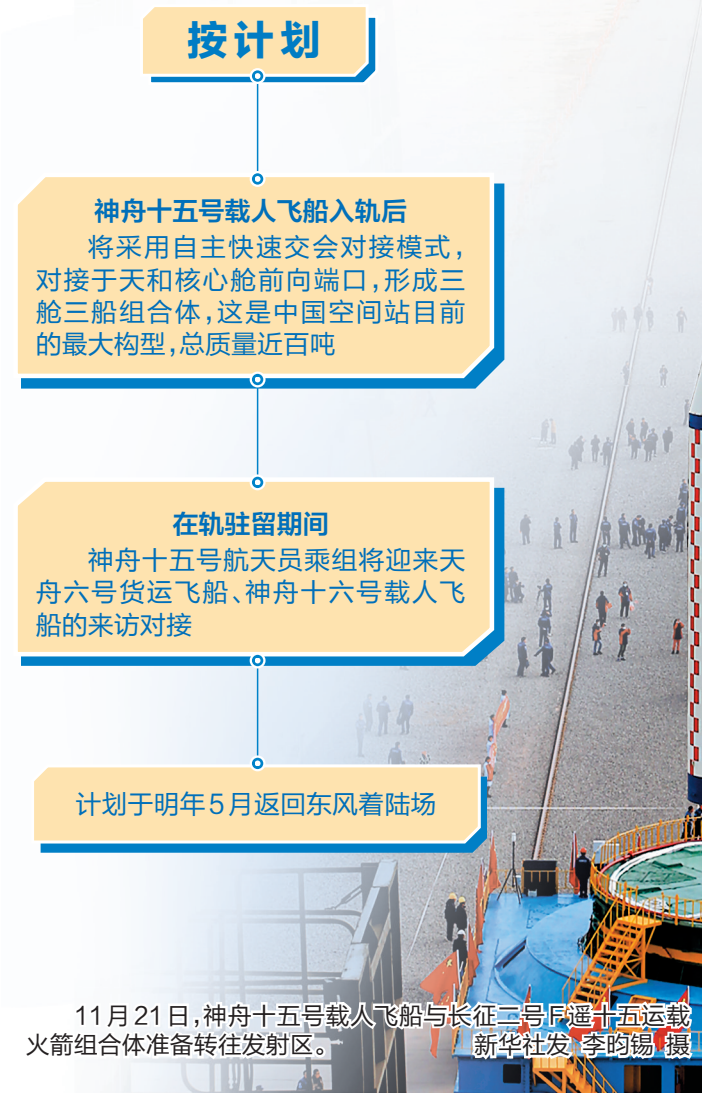 按计划
神舟十五号载人飞船入轨后
将采用自主快速交会对接模式，
对接于天和核心舱前向端口，形成三
舱三船组合体，这是中国空间站目前
的最大构型，总质量近百吨
在轨驻留期间
神舟十五号航天员乘组将迎来天
舟六号货运飞船、神舟十六号载人飞
船的来访对接
计划于明年5月返回东风着陆场
11月21日，神舟十五号载人飞船与长征二号F遥十五运载
火箭组合体准备转往发射区。 新华社发 李昀锡 摄